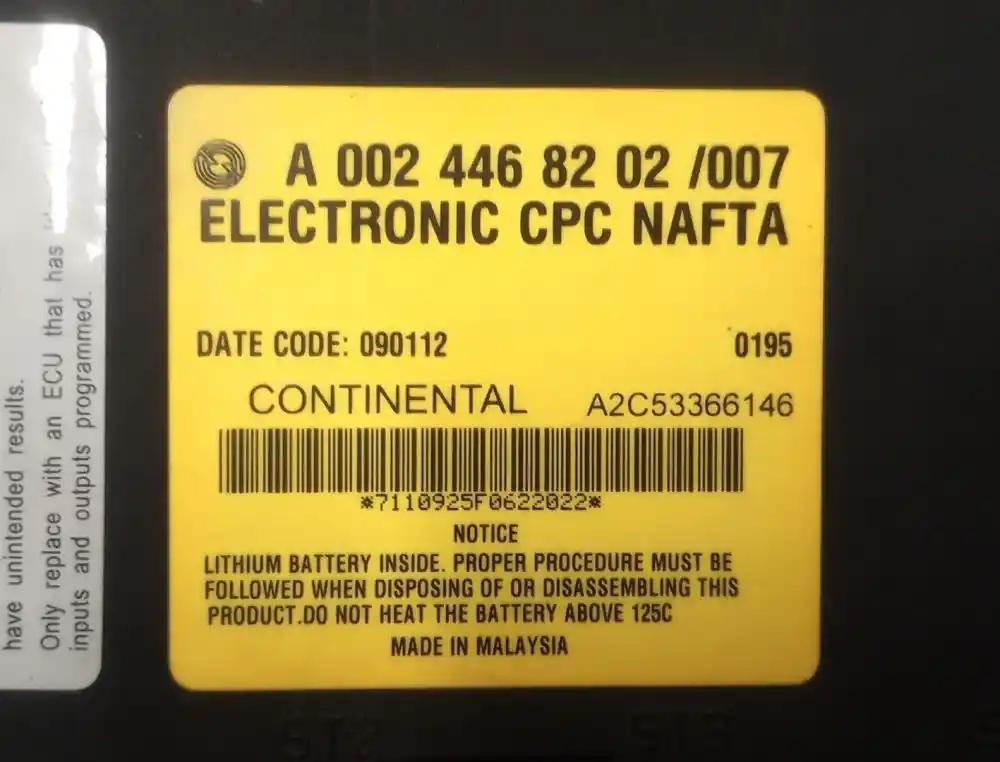 have unintended results.
Only replace with an ECU that has
inputs and outputs programmed.
A 002 446 82 02 /007
ELECTRONIC CPC NAFTA
DATE CODE: 090112 0195
CONTINENTAL A2C53366146
*7110925F0622022*
NOTICE
LITHIUM BATTERY INSIDE. PROPER PROCEDURE MUST BE
FOLLOWED WHEN DISPOSING OF OR DISASSEMBLING THIS
PRODUCT.DO NOT HEAT THE BATTERY ABOVE 125C
MADE IN MALAYSIA